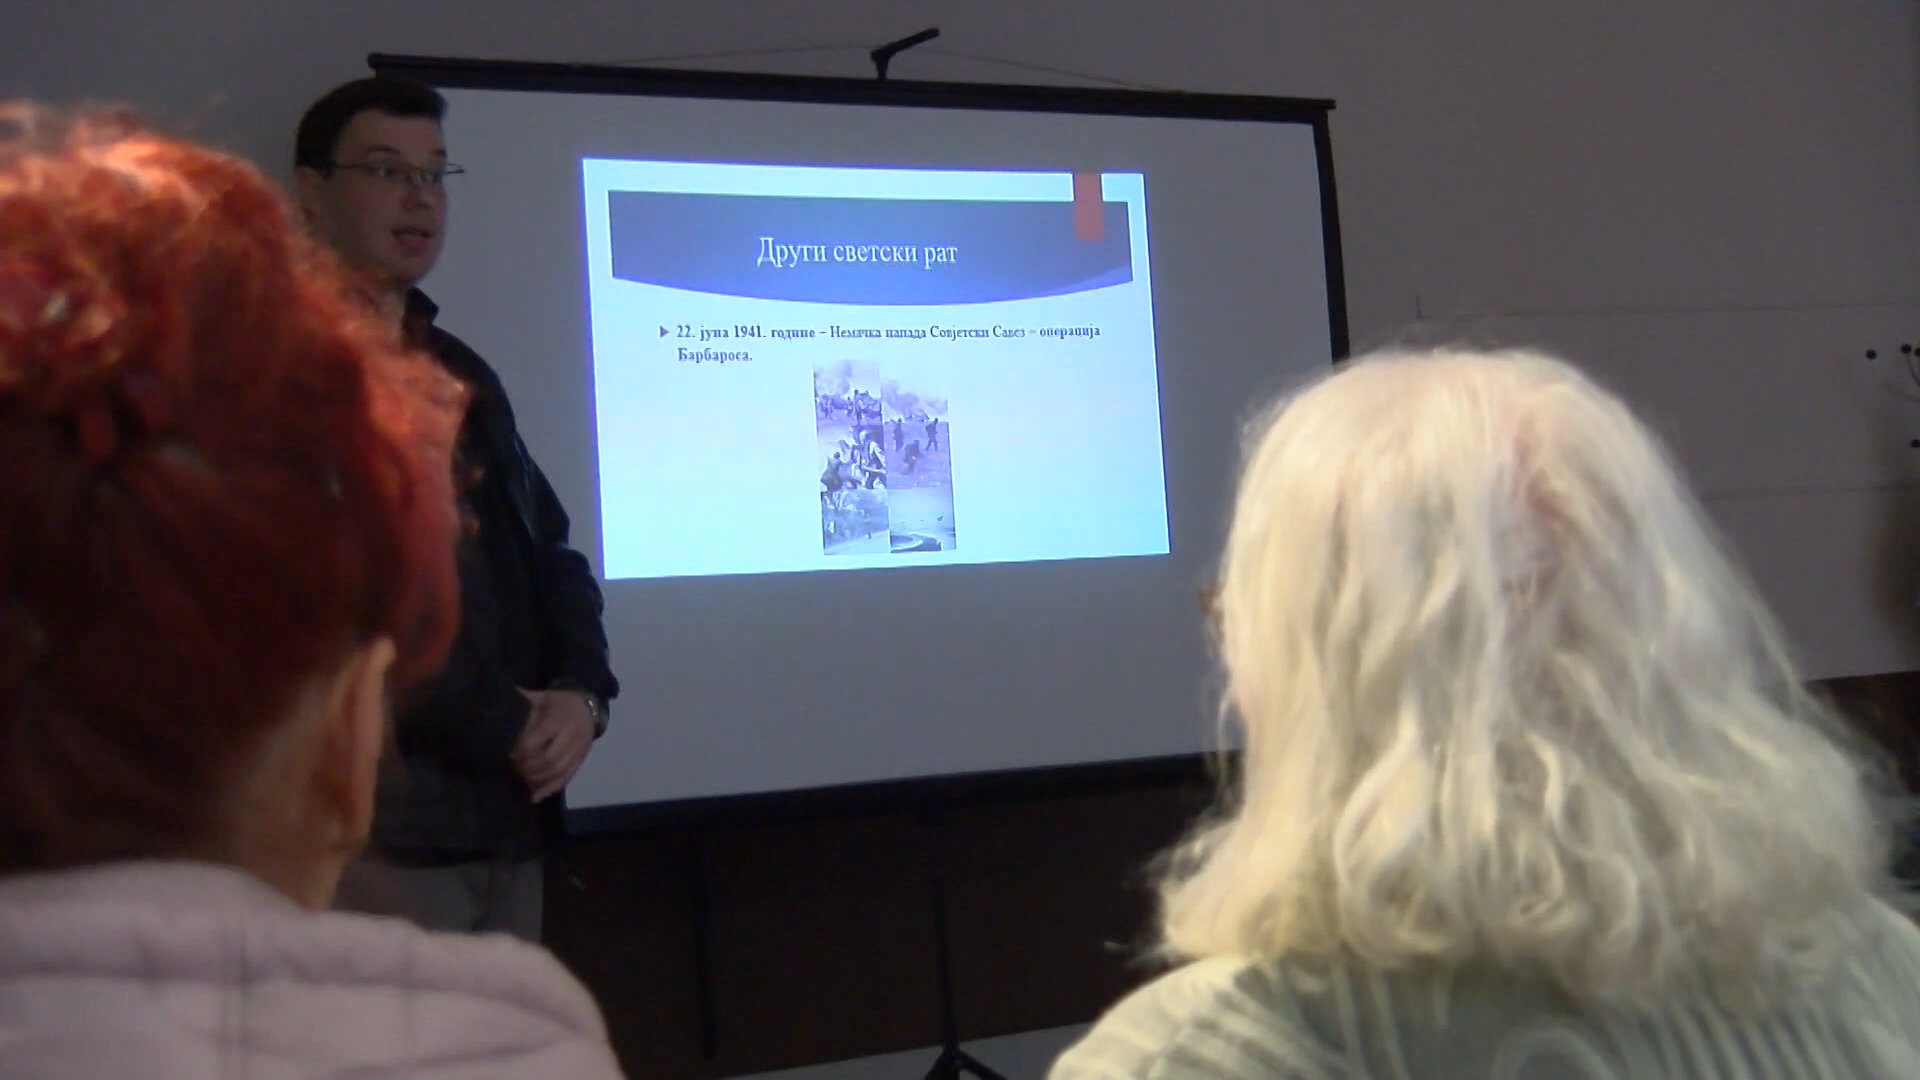 Други светски рат
22. јуна 1941. године – Немачка напада Совјетски Савез – операција
Барбароса.